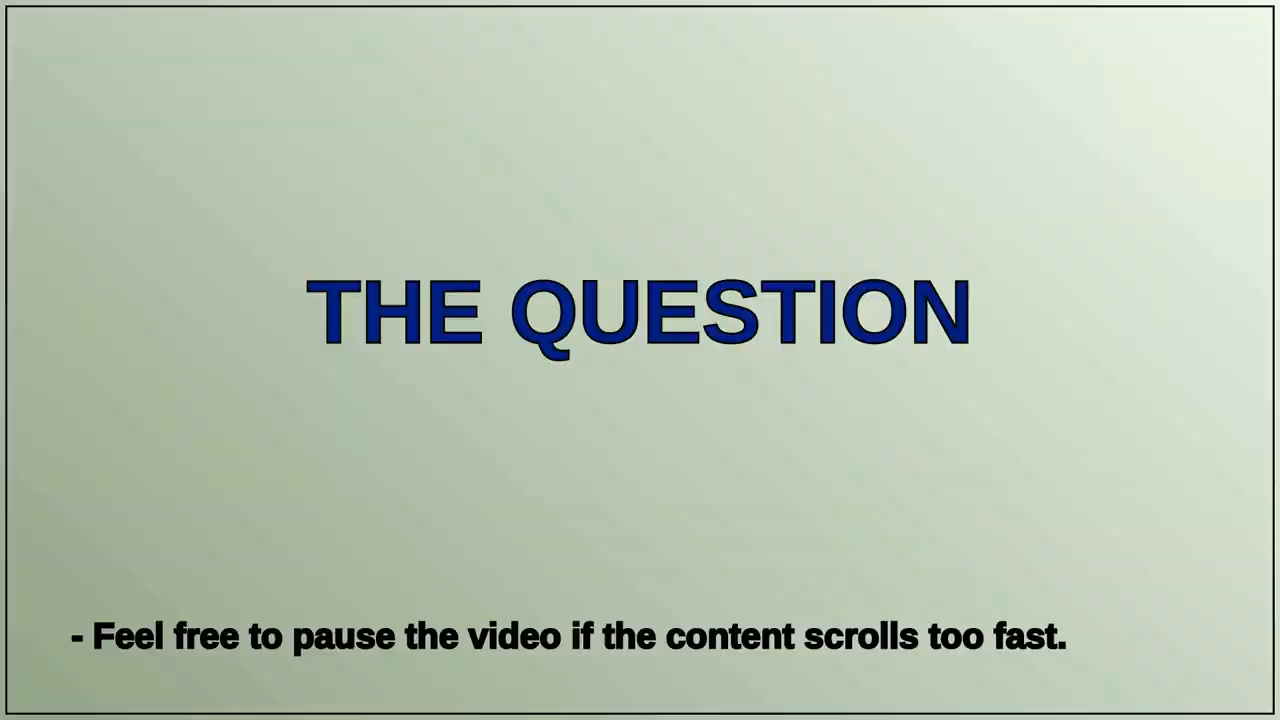 THE QUESTION
- Feel free to pause the video if the content scrolls too fast.